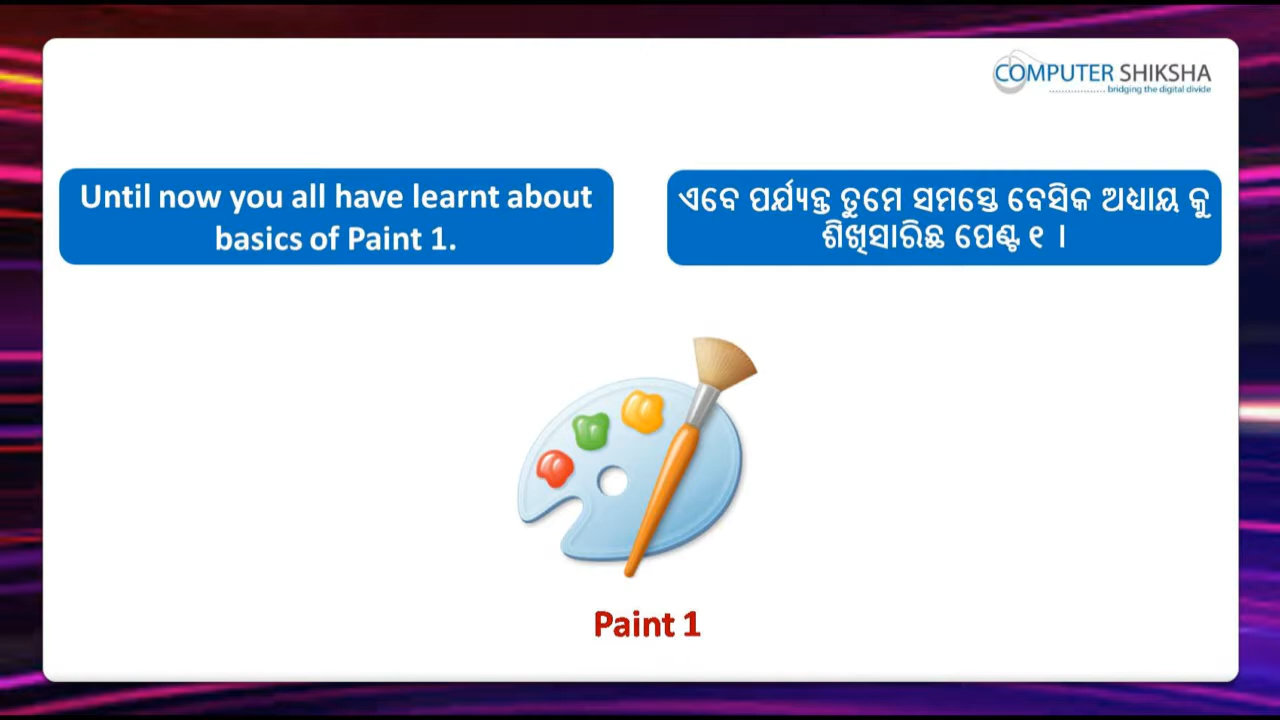 COMPUTER SHIKSHA
bridging the digital divide
Until now you all have learnt about
basics of Paint 1.
ଏବେ ପର୍ଯ୍ୟନ୍ତ ତୁମେ ସମସ୍ତେ ବେସିକ ଅଧ୍ୟାୟ କୁ
ଶିଖିସାରିଛ ପେଣ୍ଟ ୧ ।
Paint 1